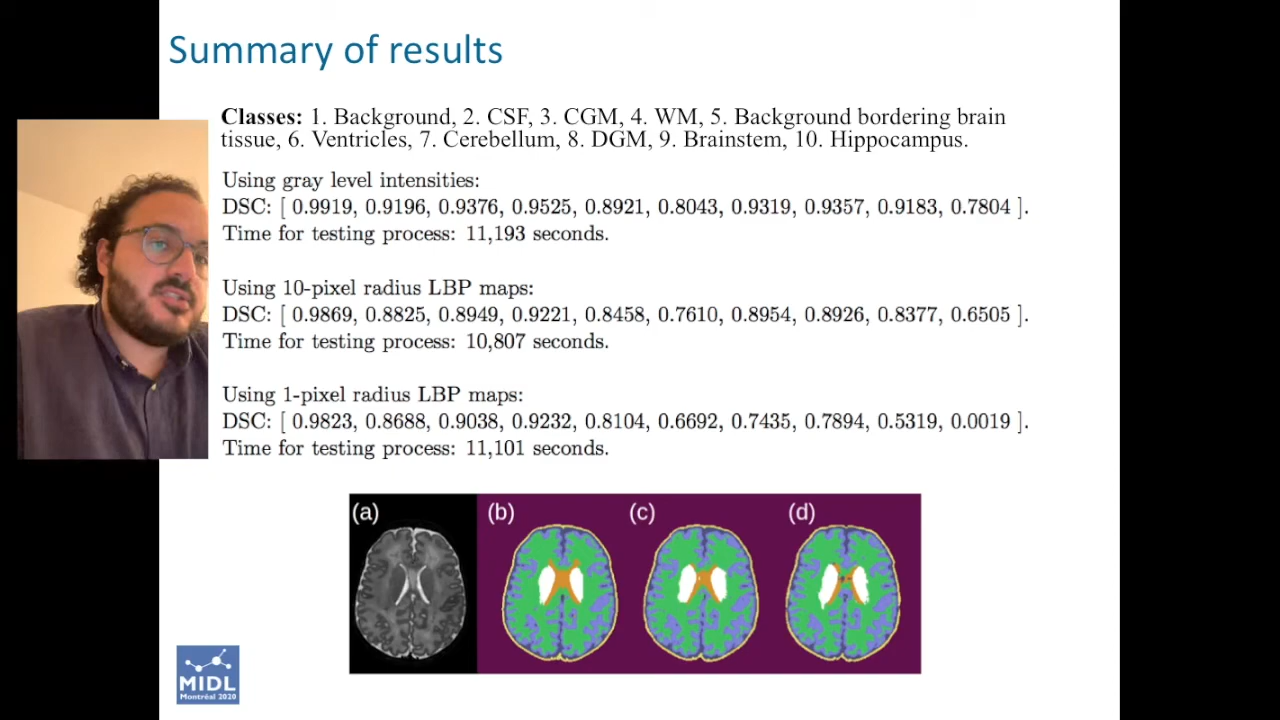 Summary of results
Classes: 1. Background, 2. CSF, 3. CGM, 4. WM, 5. Background bordering brain
tissue, 6. Ventricles, 7. Cerebellum, 8. DGM, 9. Brainstem, 10. Hippocampus.
Using gray level intensities:
DSC: [ 0.9919, 0.9196, 0.9376, 0.9525, 0.8921, 0.8043, 0.9319, 0.9357, 0.9183, 0.7804 ].
Time for testing process: 11,193 seconds.
Using 10-pixel radius LBP maps:
DSC: [ 0.9869, 0.8825, 0.8949, 0.9221, 0.8458, 0.7610, 0.8954, 0.8926, 0.8377, 0.6505 ].
Time for testing process: 10,807 seconds.
Using 1-pixel radius LBP maps:
DSC: [ 0.9823, 0.8688, 0.9038, 0.9232, 0.8104, 0.6692, 0.7435, 0.7894, 0.5319, 0.0019 ].
Time for testing process: 11,101 seconds.
(a) (b) (c) (d)
MIDL
Montréal 2020